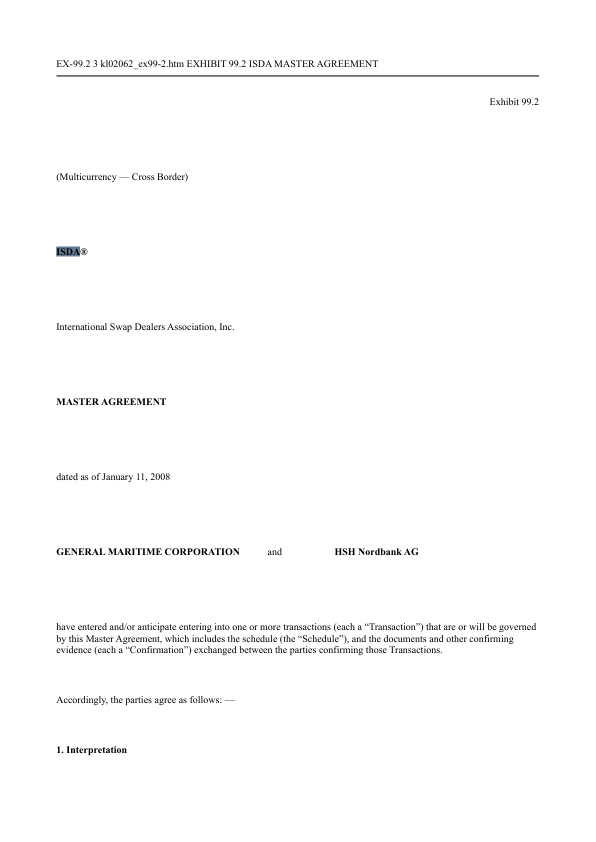 EX-99.2 3 kl02062_ex99-2.htm EXHIBIT 99.2 ISDA MASTER AGREEMENT
Exhibit 99.2
(Multicurrency — Cross Border)
ISDA®
International Swap Dealers Association, Inc.
MASTER AGREEMENT
dated as of January 11, 2008
GENERAL MARITIME CORPORATION and HSH Nordbank AG
have entered and/or anticipate entering into one or more transactions (each a “Transaction”) that are or will be governed
by this Master Agreement, which includes the schedule (the “Schedule”), and the documents and other confirming
evidence (each a “Confirmation”) exchanged between the parties confirming those Transactions.
Accordingly, the parties agree as follows: —
1. Interpretation